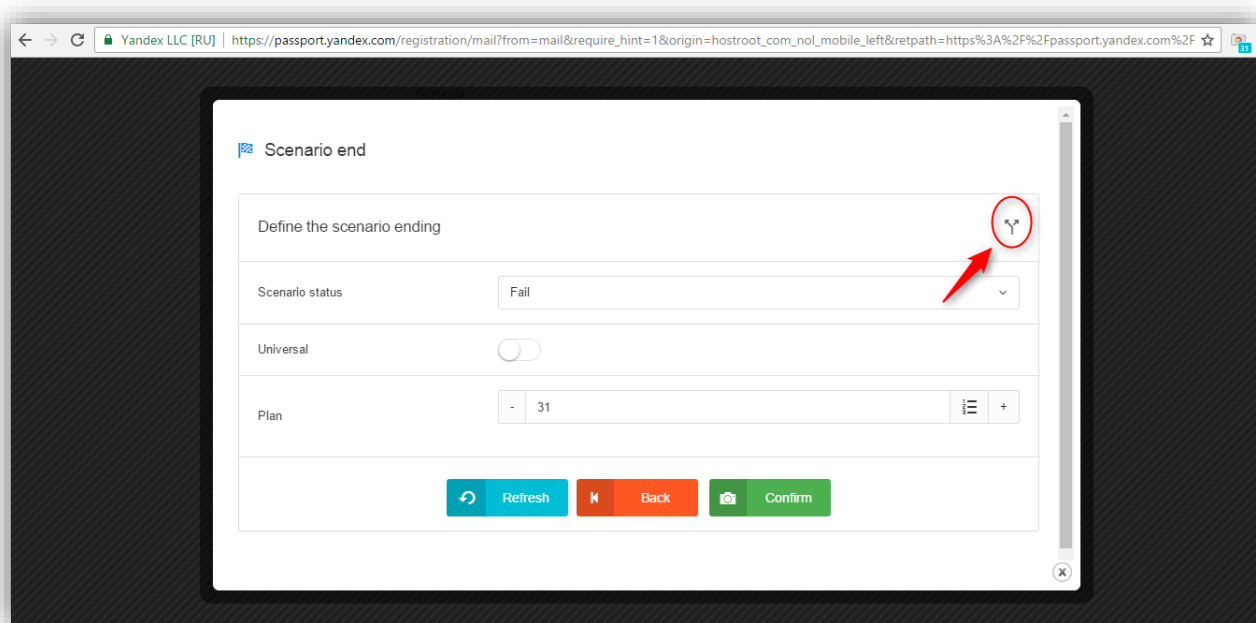 Yandex LLC [RU] | https://passport.yandex.com/registration/mail?from=mail&require_hint=1&origin=hostroot_com_nol_mobile_left&retpath=https%3A%2F%2Fpassport.yandex.com%2F
31
Scenario end
Define the scenario ending
Scenario status
Fail
Universal
Plan
- 31 +
Refresh
Back
Confirm
x